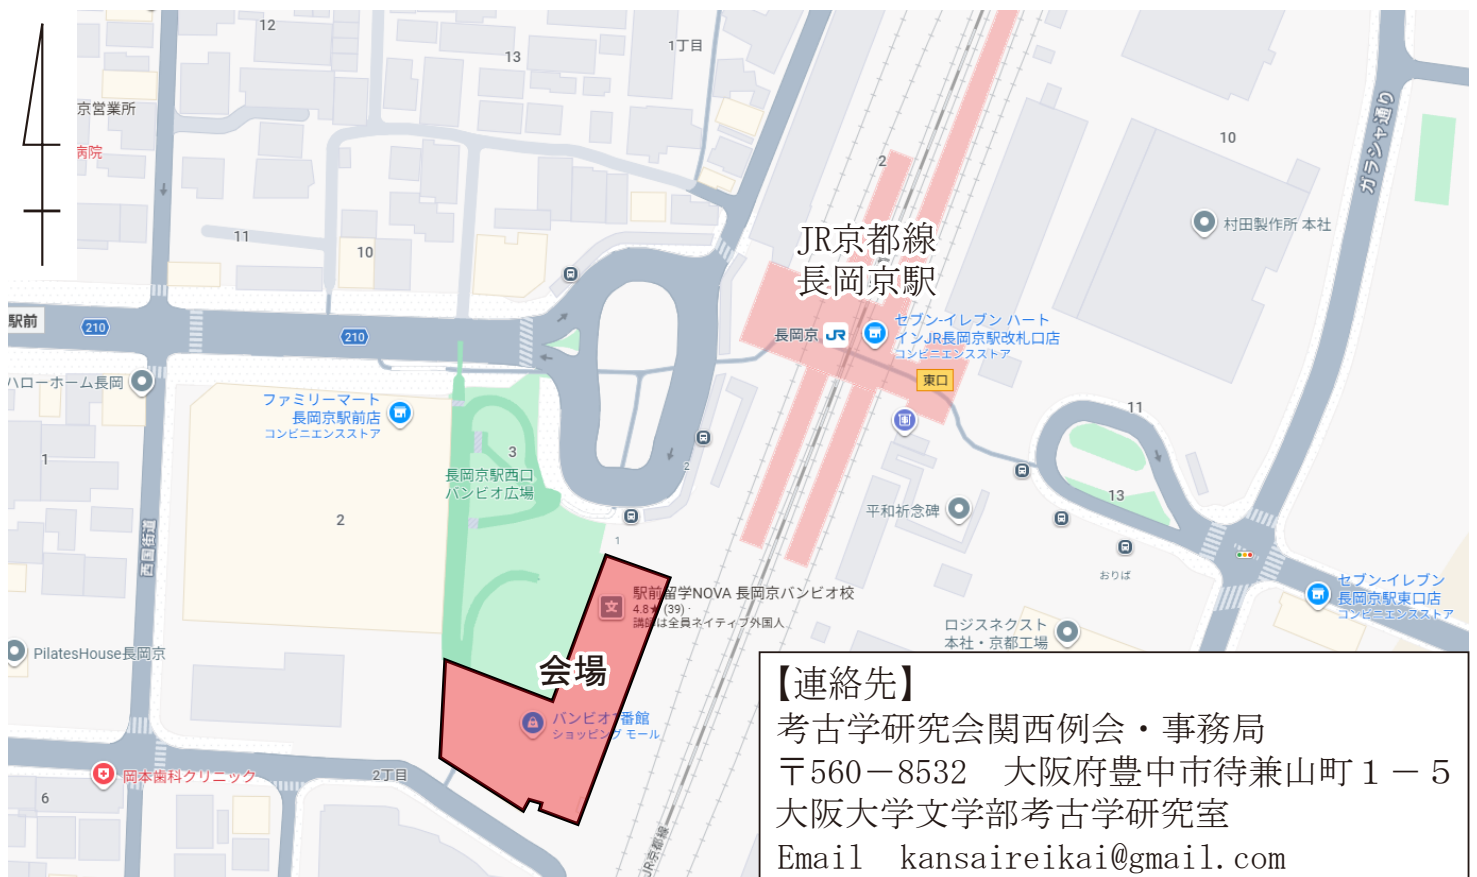 12
13
1丁目
京営業所
病院
ガラシャ通り
10
2
村田製作所 本社
11
10
JR京都線
長岡京駅
駅前
210
210
長岡京 JR
セブン-イレブン ハート
インJR長岡京駅改札口店
コンビニエンスストア
東口
ハローホーム長岡
ファミリーマート
長岡京駅前店
コンビニエンスストア
11
1
3
長岡京駅西口
バンビオ広場
2
13
2
平和祈念碑
西国街道
1
おりば
駅前留学NOVA 長岡京バンビオ校
4.8★ (39)·
講師は全員ネイティブ外国人
セブン-イレブン
長岡京駅東口店
コンビニエンスストア
ロジスネクスト
本社・京都工場
PilatesHouse長岡京
会場
バンビオ1番館
ショッピング モール
岡本歯科クリニック
2丁目
6
JR京都線
【連絡先】
考古学研究会関西例会・事務局
〒560－8532　大阪府豊中市待兼山町１－５
大阪大学文学部考古学研究室
Email　kansaireikai@gmail.com